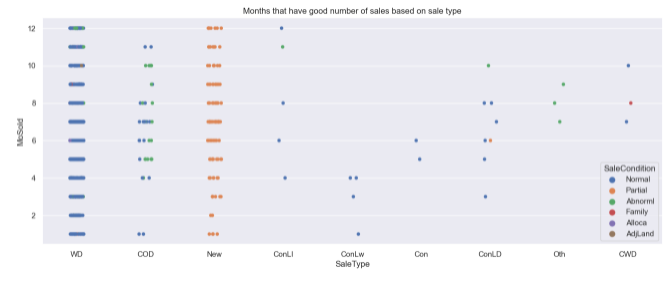 Months that have good number of sales based on sale type
12
10
8
6
4
2
MoSold
WD COD New ConLI ConLw Con ConLD Oth CWD
SaleType
SaleCondition
Normal
Partial
Abnorml
Family
Alloca
AdjLand